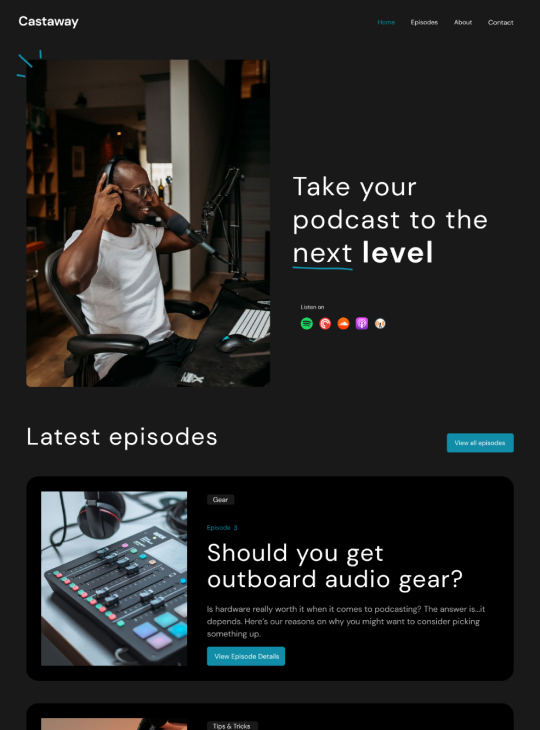 Castaway
Home Episodes About Contact
Take your
podcast to the
next level
Listen on
Latest episodes
View all episodes
Gear
Episode 3
Should you get
outboard audio gear?
Is hardware really worth it when it comes to podcasting? The answer is...it
depends. Here's our reasons on why you might want to consider picking
something up.
View Episode Details
Tips & Tricks